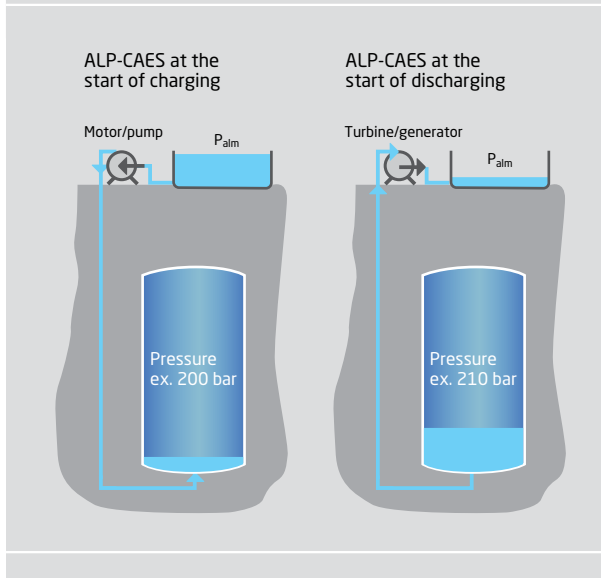 ALP-CAES at the
start of charging
Motor/pump
Palm
Pressure
ex. 200 bar
ALP-CAES at the
start of discharging
Turbine/generator
Palm
Pressure
ex. 210 bar